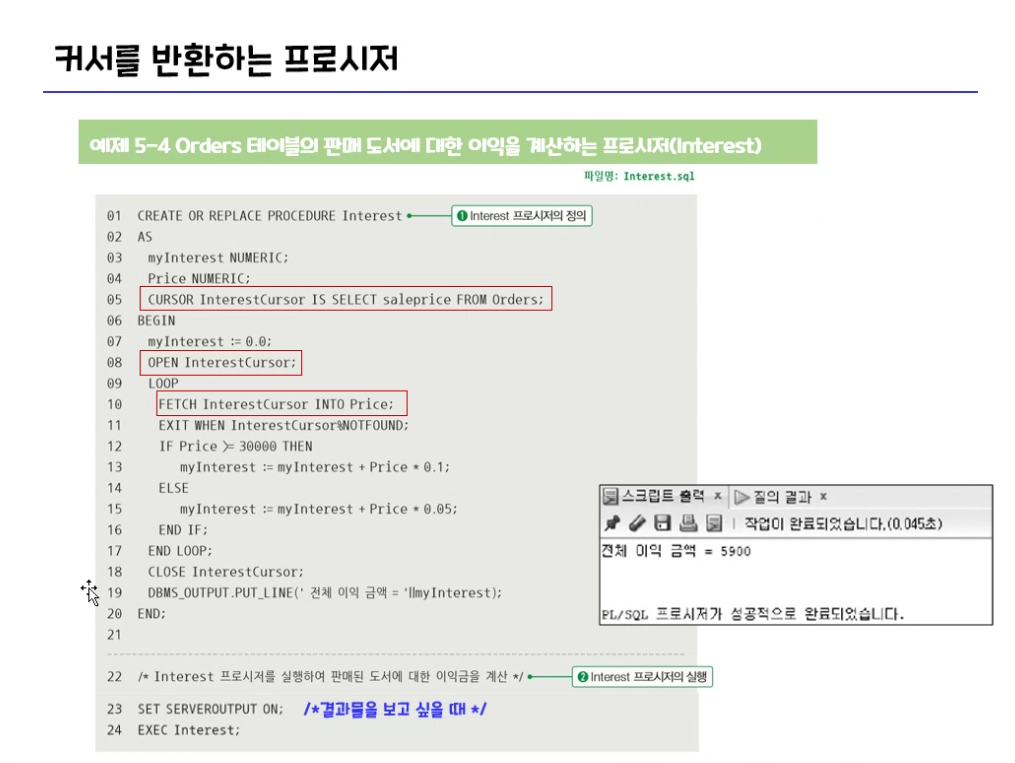 커서를 반환하는 프로시저
예제 5-4 Orders 테이블의 판매 도서에 대한 이익을 계산하는 프로시저(Interest)
파일명: Interest.sql
01 CREATE OR REPLACE PROCEDURE Interest
❶ Interest 프로시저의 정의
02 AS
03 myInterest NUMERIC;
04 Price NUMERIC;
05 CURSOR InterestCursor IS SELECT saleprice FROM Orders;
06 BEGIN
07 myInterest := 0.0;
08 OPEN InterestCursor;
09 LOOP
10 FETCH InterestCursor INTO Price;
11 EXIT WHEN InterestCursor%NOTFOUND;
12 IF Price >= 30000 THEN
13 myInterest := myInterest + Price * 0.1;
14 ELSE
15 myInterest := myInterest + Price * 0.05;
16 END IF;
17 END LOOP;
18 CLOSE InterestCursor;
19 DBMS_OUTPUT.PUT_LINE(' 전체 이익 금액 = '||myInterest);
20 END;
21
22 /* Interest 프로시저를 실행하여 판매된 도서에 대한 이익금을 계산 */
❷ Interest 프로시저의 실행
23 SET SERVEROUTPUT ON; /*결과물을 보고 싶을 때 */
24 EXEC Interest;
스크립트 출력 x 질의 결과 x
작업이 완료되었습니다.(0,045초)
전체 이익 금액 = 5900
PL/SQL 프로시저가 성공적으로 완료되었습니다.